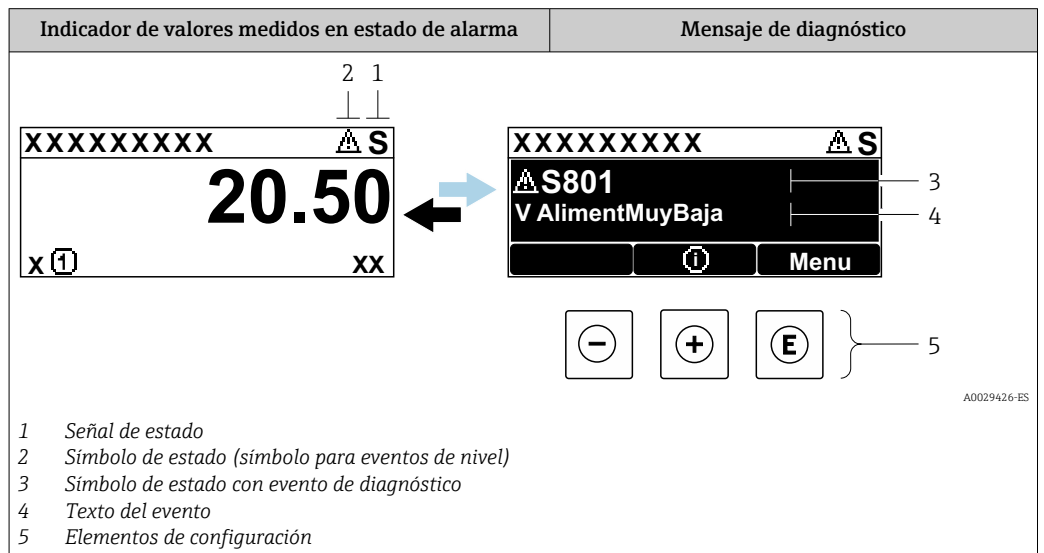 Indicador de valores medidos en estado de alarma
Mensaje de diagnóstico
2 1
XXXXXXXXX ⚠ S
20.50
x ① xx
XXXXXXXXX ⚠ S
⚠S801
V AlimentMuyBaja
ⓘ Menu
3
4
− + E
5
A0029426-ES
1 Señal de estado
2 Símbolo de estado (símbolo para eventos de nivel)
3 Símbolo de estado con evento de diagnóstico
4 Texto del evento
5 Elementos de configuración